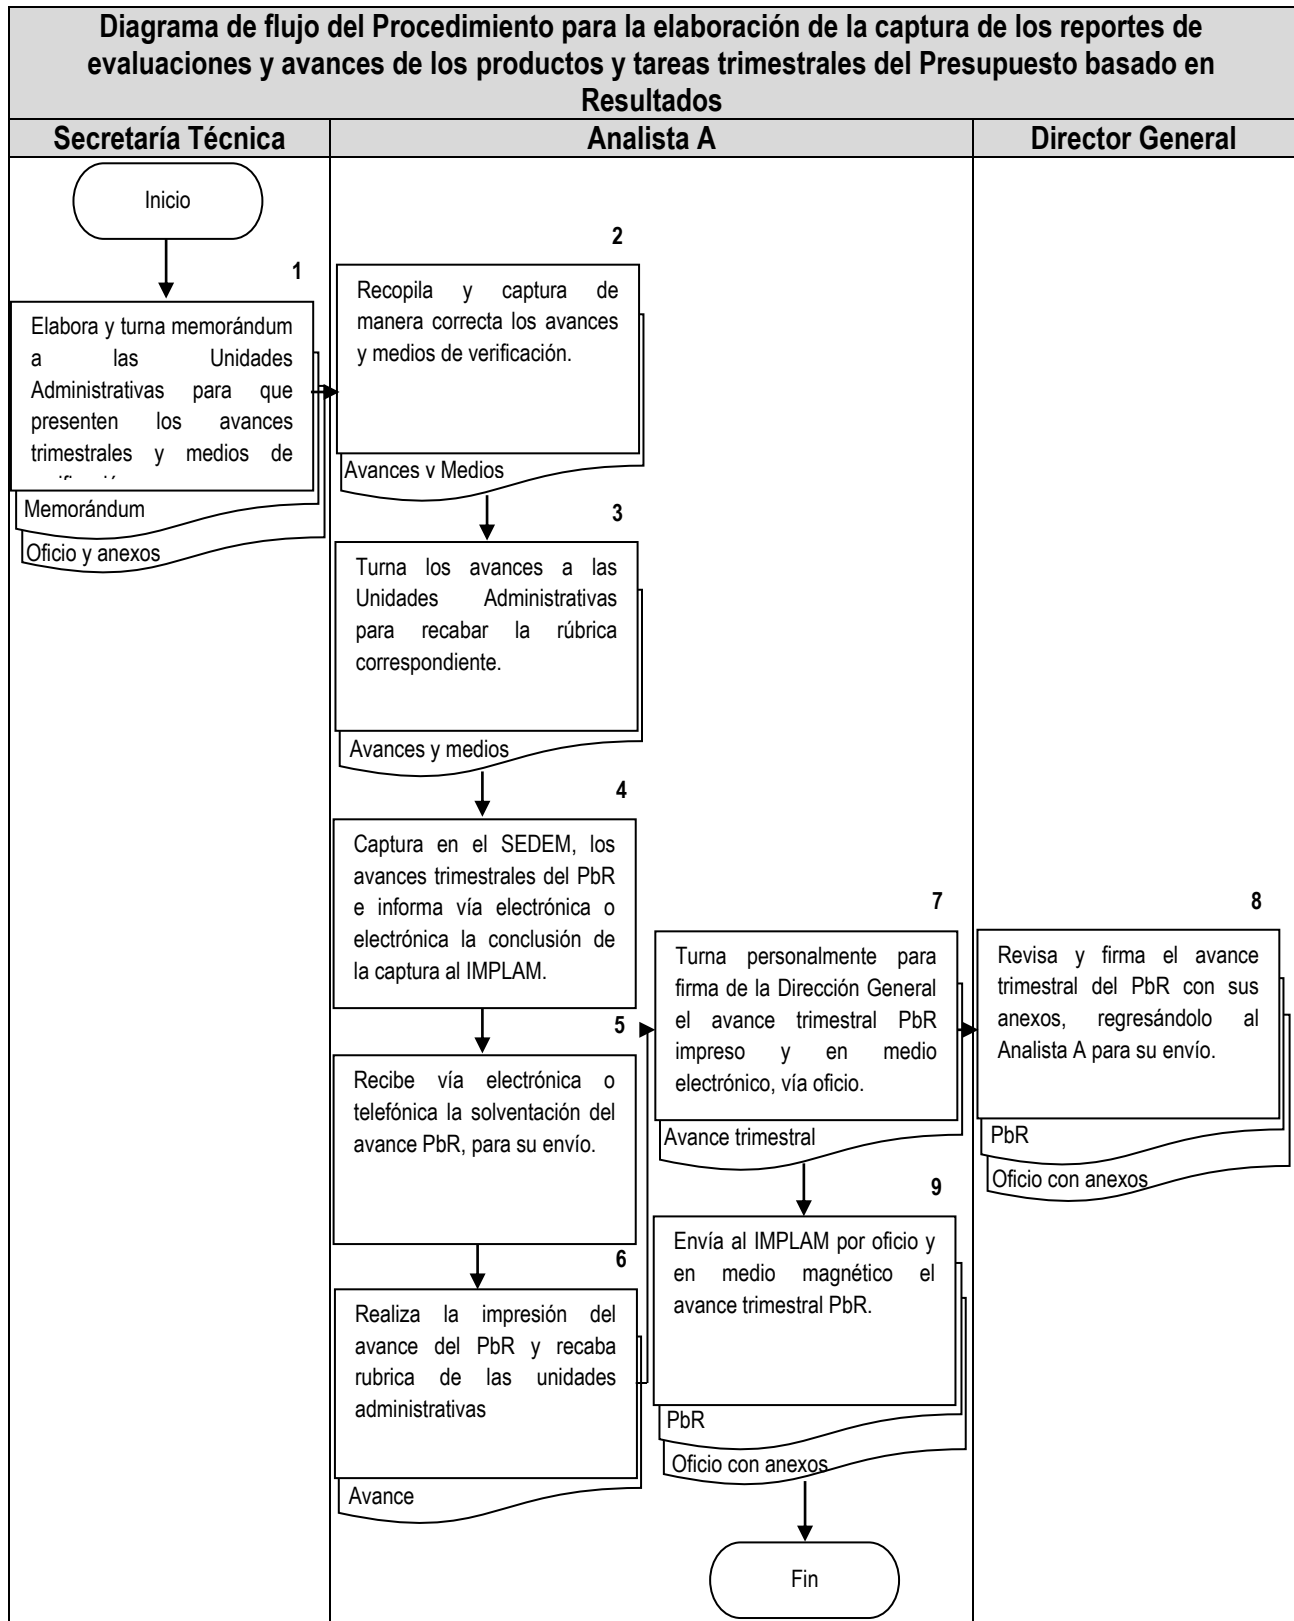 Diagrama de flujo del Procedimiento para la elaboración de la captura de los reportes de
evaluaciones y avances de los productos y tareas trimestrales del Presupuesto basado en
Resultados
Secretaría Técnica
Analista A
Director General
Inicio
1
Elabora y turna memorándum
a las Unidades
Administrativas para que
presenten los avances
trimestrales y medios de
Memorándum
Oficio y anexos
2
Recopila y captura de
manera correcta los avances
y medios de verificación.
Avances y Medios
3
Turna los avances a las
Unidades Administrativas
para recabar la rúbrica
correspondiente.
Avances y medios
4
Captura en el SEDEM, los
avances trimestrales del PbR
e informa vía electrónica o
electrónica la conclusión de
la captura al IMPLAM.
5
Recibe vía electrónica o
telefónica la solventación del
avance PbR, para su envío.
6
Realiza la impresión del
avance del PbR y recaba
rubrica de las unidades
administrativas
Avance
7
Turna personalmente para
firma de la Dirección General
el avance trimestral PbR
impreso y en medio
electrónico, vía oficio.
Avance trimestral
8
Revisa y firma el avance
trimestral del PbR con sus
anexos, regresándolo al
Analista A para su envío.
PbR
Oficio con anexos
9
Envía al IMPLAM por oficio y
en medio magnético el
avance trimestral PbR.
PbR
Oficio con anexos
Fin